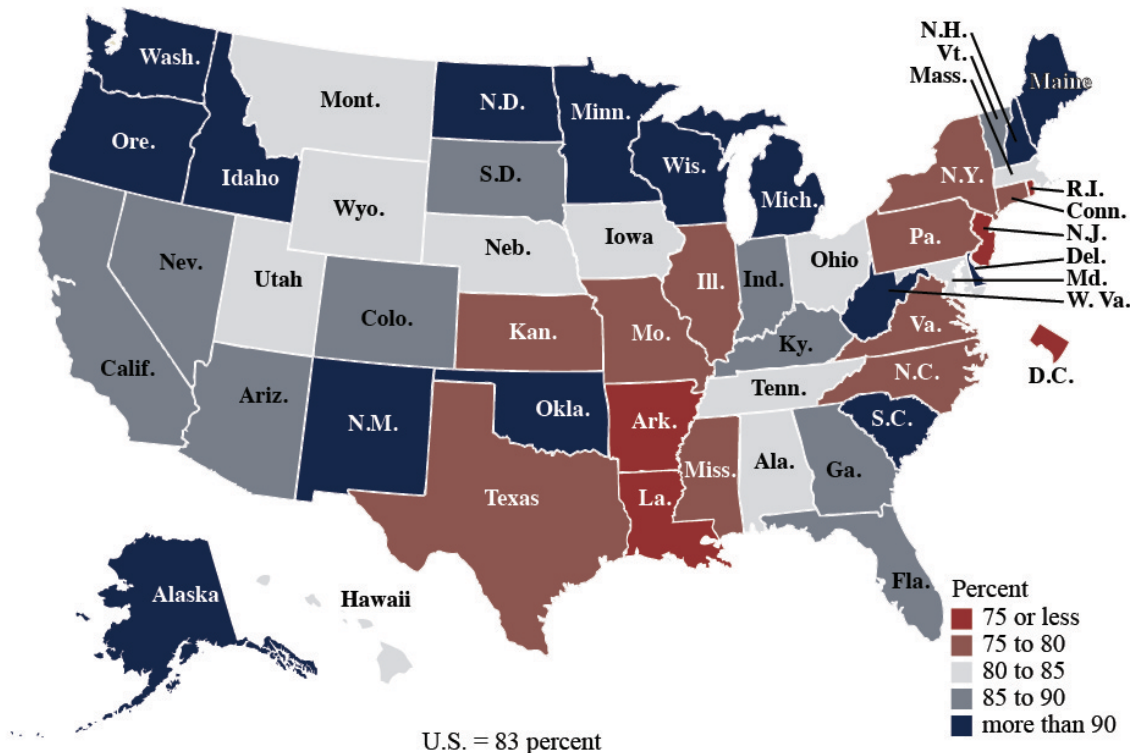 N.H.
Vt.
Mass.
Maine
Wash.
Mont.
N.D.
Minn.
Ore.
Idaho
S.D.
Wis.
Mich.
N.Y.
R.I.
Conn.
N.J.
Del.
Md.
W. Va.
Wyo.
Neb.
Iowa
Pa.
Nev.
Utah
Ill.
Ind.
Ohio
Colo.
Kan.
Mo.
Ky.
Va.
Calif.
Ariz.
N.M.
Okla.
Ark.
Tenn.
N.C.
D.C.
S.C.
Texas
La.
Miss.
Ala.
Ga.
Fla.
Alaska
Hawaii
Percent
75 or less
75 to 80
80 to 85
85 to 90
more than 90
U.S. = 83 percent